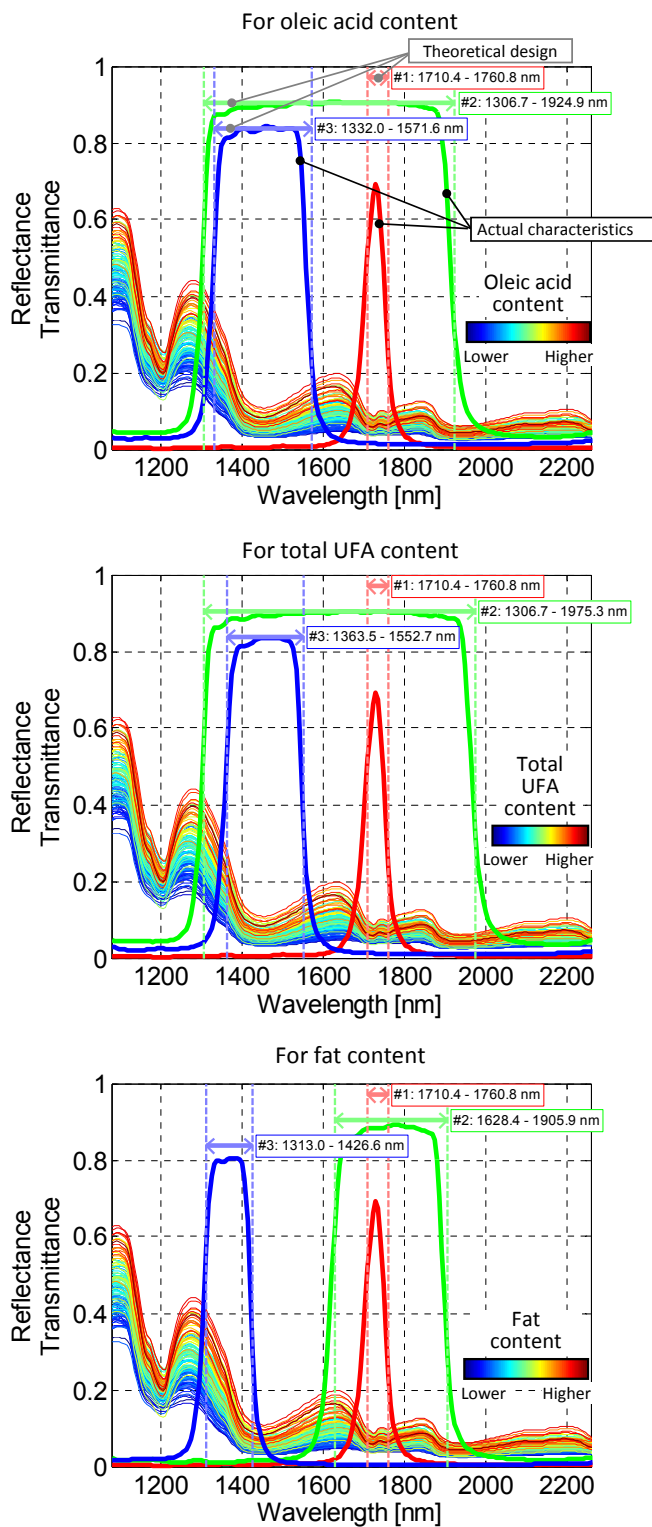 For oleic acid content
Theoretical design
#1: 1710.4 - 1760.8 nm
#2: 1306.7 - 1924.9 nm
#3: 1332.0 - 1571.6 nm
Actual characteristics
Oleic acid
content
Lower Higher
Reflectance
Transmittance
1
0.8
0.6
0.4
0.2
0
1200 1400 1600 1800 2000 2200
Wavelength [nm]
For total UFA content
#1: 1710.4 - 1760.8 nm
#2: 1306.7 - 1975.3 nm
#3: 1363.5 - 1552.7 nm
Total
UFA
content
Lower Higher
Reflectance
Transmittance
1
0.8
0.6
0.4
0.2
0
1200 1400 1600 1800 2000 2200
Wavelength [nm]
For fat content
#1: 1710.4 - 1760.8 nm
#2: 1628.4 - 1905.9 nm
#3: 1313.0 - 1426.6 nm
Fat
content
Lower Higher
Reflectance
Transmittance
1
0.8
0.6
0.4
0.2
0
1200 1400 1600 1800 2000 2200
Wavelength [nm]